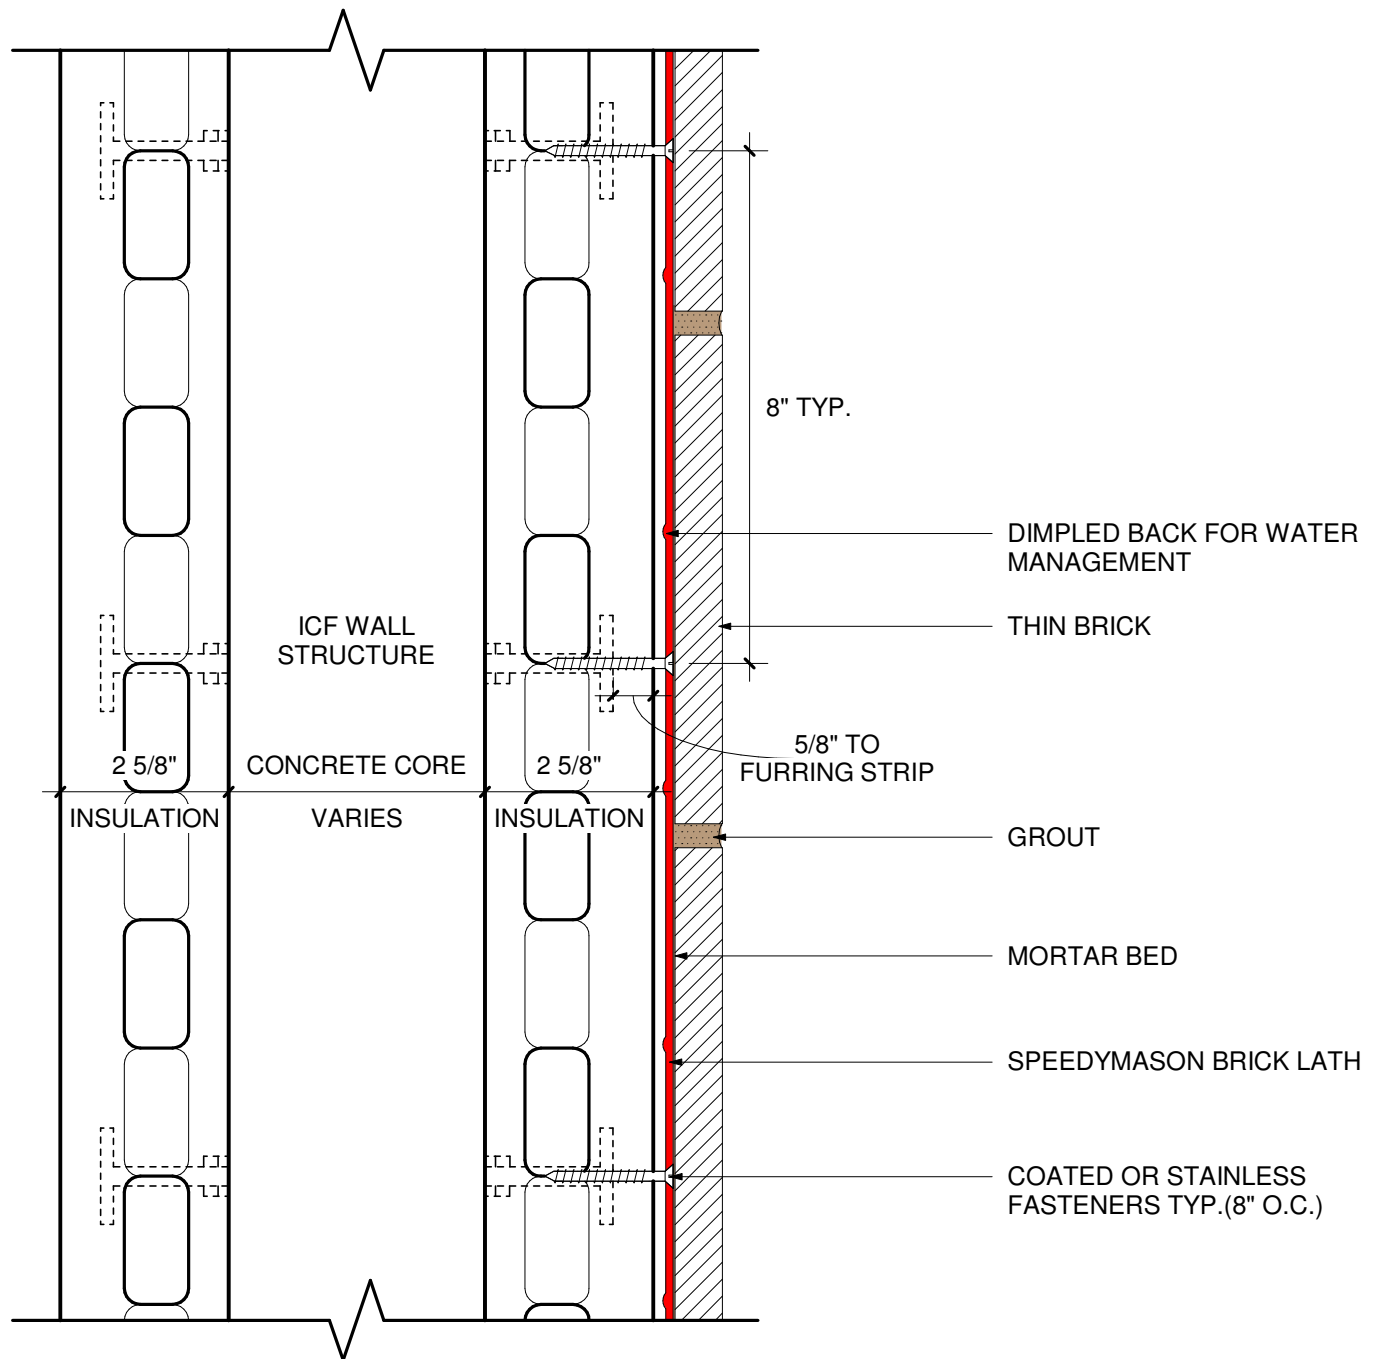 8" TYP.
DIMPLED BACK FOR WATER
MANAGEMENT
THIN BRICK
ICF WALL
STRUCTURE
5/8" TO
FURRING STRIP
2 5/8"
CONCRETE CORE
2 5/8"
INSULATION
VARIES
INSULATION
GROUT
MORTAR BED
SPEEDYMASON BRICK LATH
COATED OR STAINLESS
FASTENERS TYP.(8" O.C.)